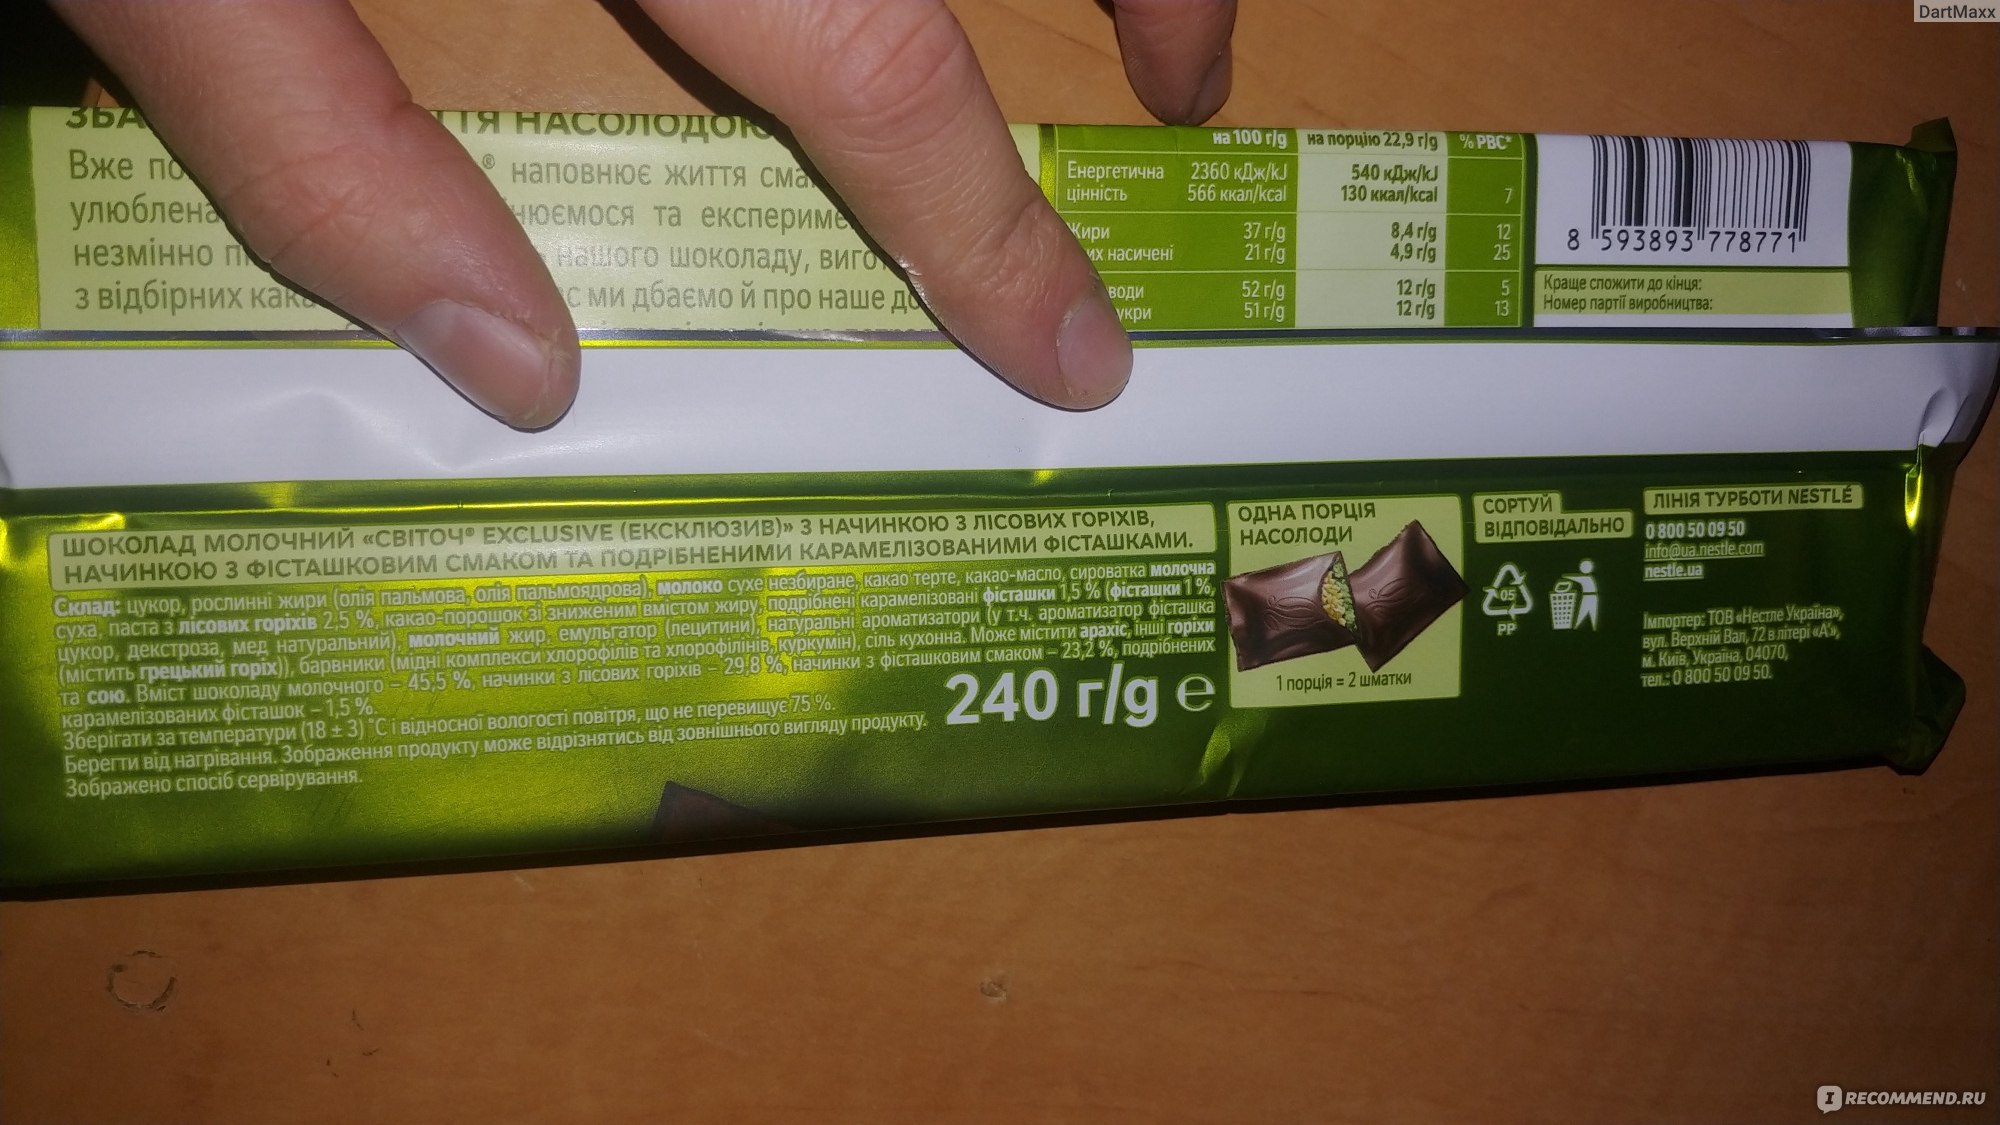 DartMaxx
ЗБА ТЯ НАСОЛОДОЮ
Вже по ® наповнює життя
улюблена нюємося та експериме
незмінно нашого шоколаду,
з відбірних ми дбаємо й про наше
на 100 г/g на порцію 22,9 г/g % РВС*
Енергетична 2360 кДж/kJ 540 кДж/kJ
цінність 566 ккал/kcal 130 ккал/kcal 7
Жири 37 г/g 8,4 г/g 12
их насичені 21 г/g 4,9 г/g 25
води 52 г/g 12 г/g 5
укри 51 г/g 12 г/g 13
8 593893 778771
Краще спожити до кінця:
Номер партії виробництва:
ШОКОЛАД МОЛОЧНИЙ «СВІТОЧ® EXCLUSIVE (ЕКСКЛЮЗИВ)» З НАЧИНКОЮ З ЛІСОВИХ ГОРІХІВ,
НАЧИНКОЮ З ФІСТАШКОВИМ СМАКОМ ТА ПОДРІБНЕНИМИ КАРАМЕЛІЗОВАНИМИ ФІСТАШКАМИ.
Склад: цукор, рослинні жири (олія пальмова, олія пальмоядрова), молоко сухе незбиране, какао терте, какао-масло, сироватка молочна
суха, паста з лісових горіхів 2,5 %, какао-порошок зі зниженим вмістом жиру, подрібнені карамелізовані фісташки 1,5 % (фісташки 1 %,
цукор, декстроза, мед натуральний), молочний жир, емульгатор (лецитини), натуральні ароматизатори (у т.ч. ароматизатор фісташка
(містить грецький горіх)), барвники (мідні комплекси хлорофілів та хлорофілінів, куркумін), сіль кухонна. Може містити арахіс, інші горіхи
та сою. Вміст шоколаду молочного – 45,5 %, начинки з лісових горіхів – 29,8 %, начинки з фісташковим смаком – 23,2 %, подрібнених
карамелізованих фісташок – 1,5 %.
Зберігати за температури (18 ± 3) °С і відносної вологості повітря, що не перевищує 75 %.
Берегти від нагрівання. Зображення продукту може відрізнятись від зовнішнього вигляду продукту.
Зображено спосіб сервірування.
240 г/g ℮
ОДНА ПОРЦІЯ
НАСОЛОДИ
1 порція = 2 шматки
СОРТУЙ
ВІДПОВІДАЛЬНО
05
PP
ЛІНІЯ ТУРБОТИ NESTLÉ
0 800 50 09 50
info@ua.nestle.com
nestle.ua
Імпортер: ТОВ «Нестле Україна»,
вул. Верхній Вал, 72 в літері «А»,
м. Київ, Україна, 04070,
тел.: 0 800 50 09 50.
I RECOMMEND.RU